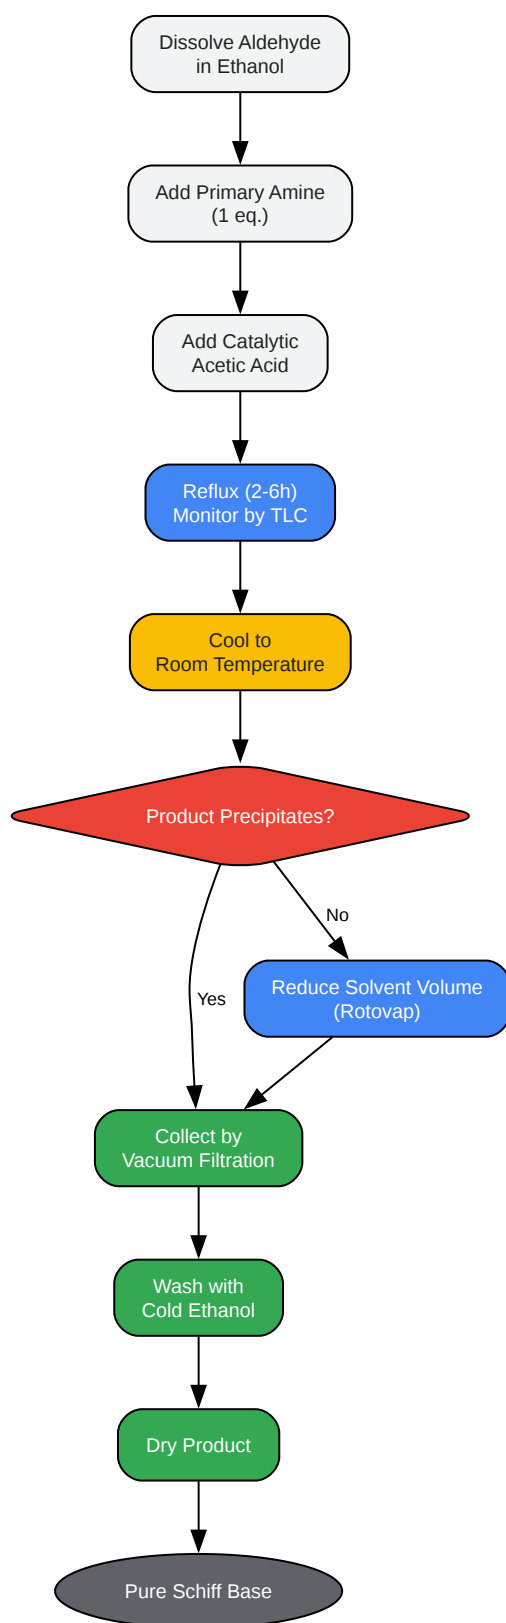 Dissolve Aldehyde
in Ethanol
Add Primary Amine
(1 eq.)
Add Catalytic
Acetic Acid
Reflux (2-6h)
Monitor by TLC
Cool to
Room Temperature
Product Precipitates?
No
Reduce Solvent Volume
(Rotovap)
Yes
Collect by
Vacuum Filtration
Wash with
Cold Ethanol
Dry Product
Pure Schiff Base